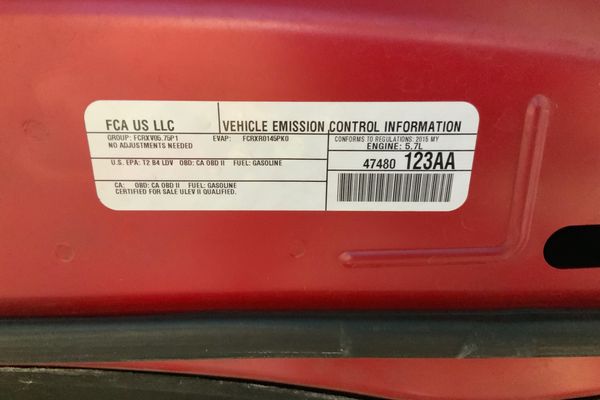 FCA US LLC
VEHICLE EMISSION CONTROL INFORMATION
GROUP: FCRXV05.75P1 EVAP: FCRXR0145PK0
NO ADJUSTMENTS NEEDED
CONFORMS TO REGULATIONS: 2015 MY
ENGINE: 5.7L
U.S. EPA: T2 B4 LDV OBD: CA OBD II FUEL: GASOLINE
47480 123AA
CA: OBD: CA OBD II FUEL: GASOLINE
CERTIFIED FOR SALE ULEV II QUALIFIED.